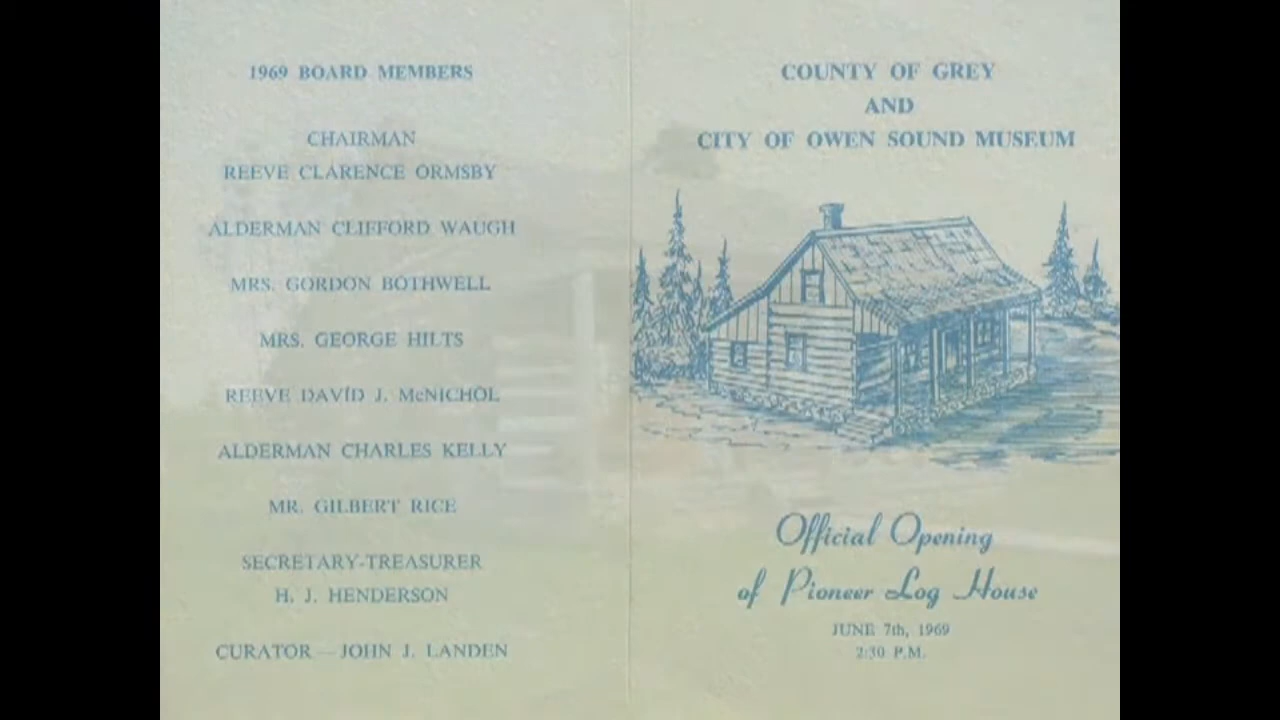 1969 BOARD MEMBERS
CHAIRMAN
REEVE CLARENCE ORMSBY
ALDERMAN CLIFFORD WAUGH
MRS. GORDON BOTHWELL
MRS. GEORGE HILTS
REEVE DAVID J. McNICHOL
ALDERMAN CHARLES KELLY
MR. GILBERT RICE
SECRETARY-TREASURER
H. J. HENDERSON
CURATOR — JOHN J. LANDEN
COUNTY OF GREY
AND
CITY OF OWEN SOUND MUSEUM
Official Opening
of Pioneer Log House
JUNE 7th, 1969
2:30 P.M.